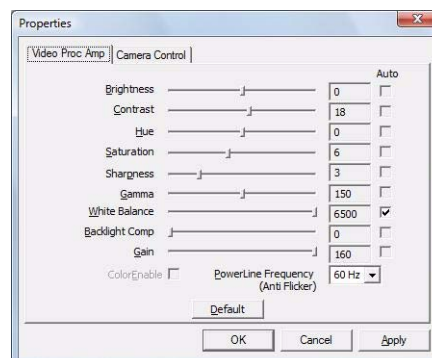 Properties
Video Proc Amp Camera Control
Auto
Brightness 0
Contrast 18
Hue 0
Saturation 6
Sharpness 3
Gamma 150
White Balance 6500
Backlight Comp 0
Gain 160
ColorEnable PowerLine Frequency 60 Hz
(Anti Flicker)
Default
OK Cancel Apply